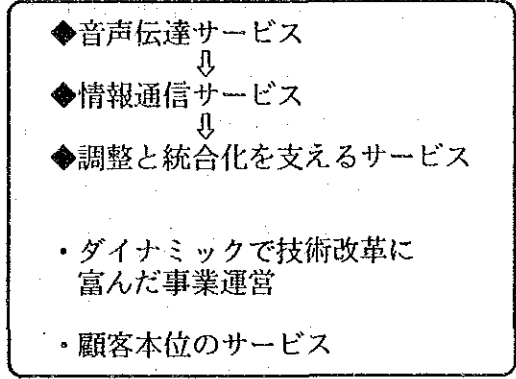 ◆音声伝達サービス
⇩
◆情報通信サービス
⇩
◆調整と統合化を支えるサービス
・ダイナミックで技術改革に
富んだ事業運営
・顧客本位のサービス